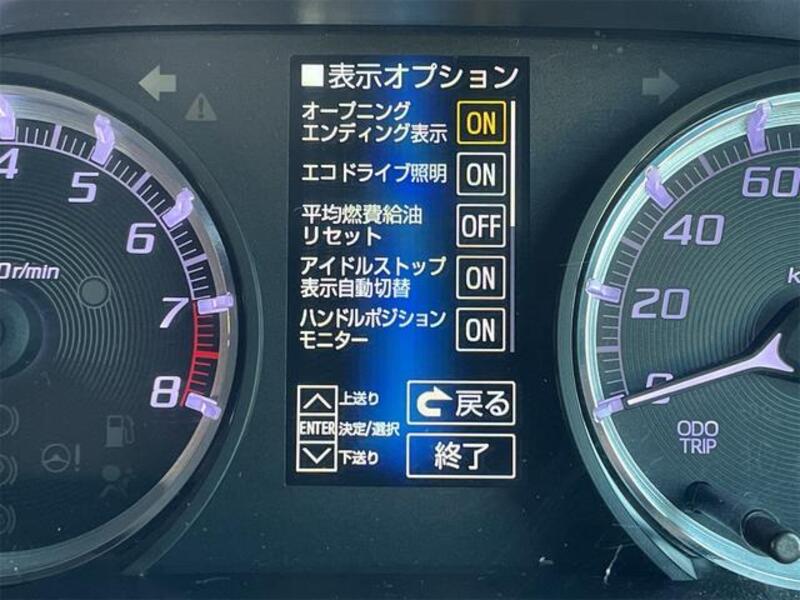 ■表示オプション
オープニング
エンディング表示 ON
エコドライブ照明 ON
平均燃費給油
リセット OFF
アイドルストップ
表示自動切替 ON
ハンドルポジション
モニター ON
上送り
ENTER 決定/選択
下送り
戻る
終了
4
5
6
7
8
0r/min
0
20
40
60
k
ODO
TRIP